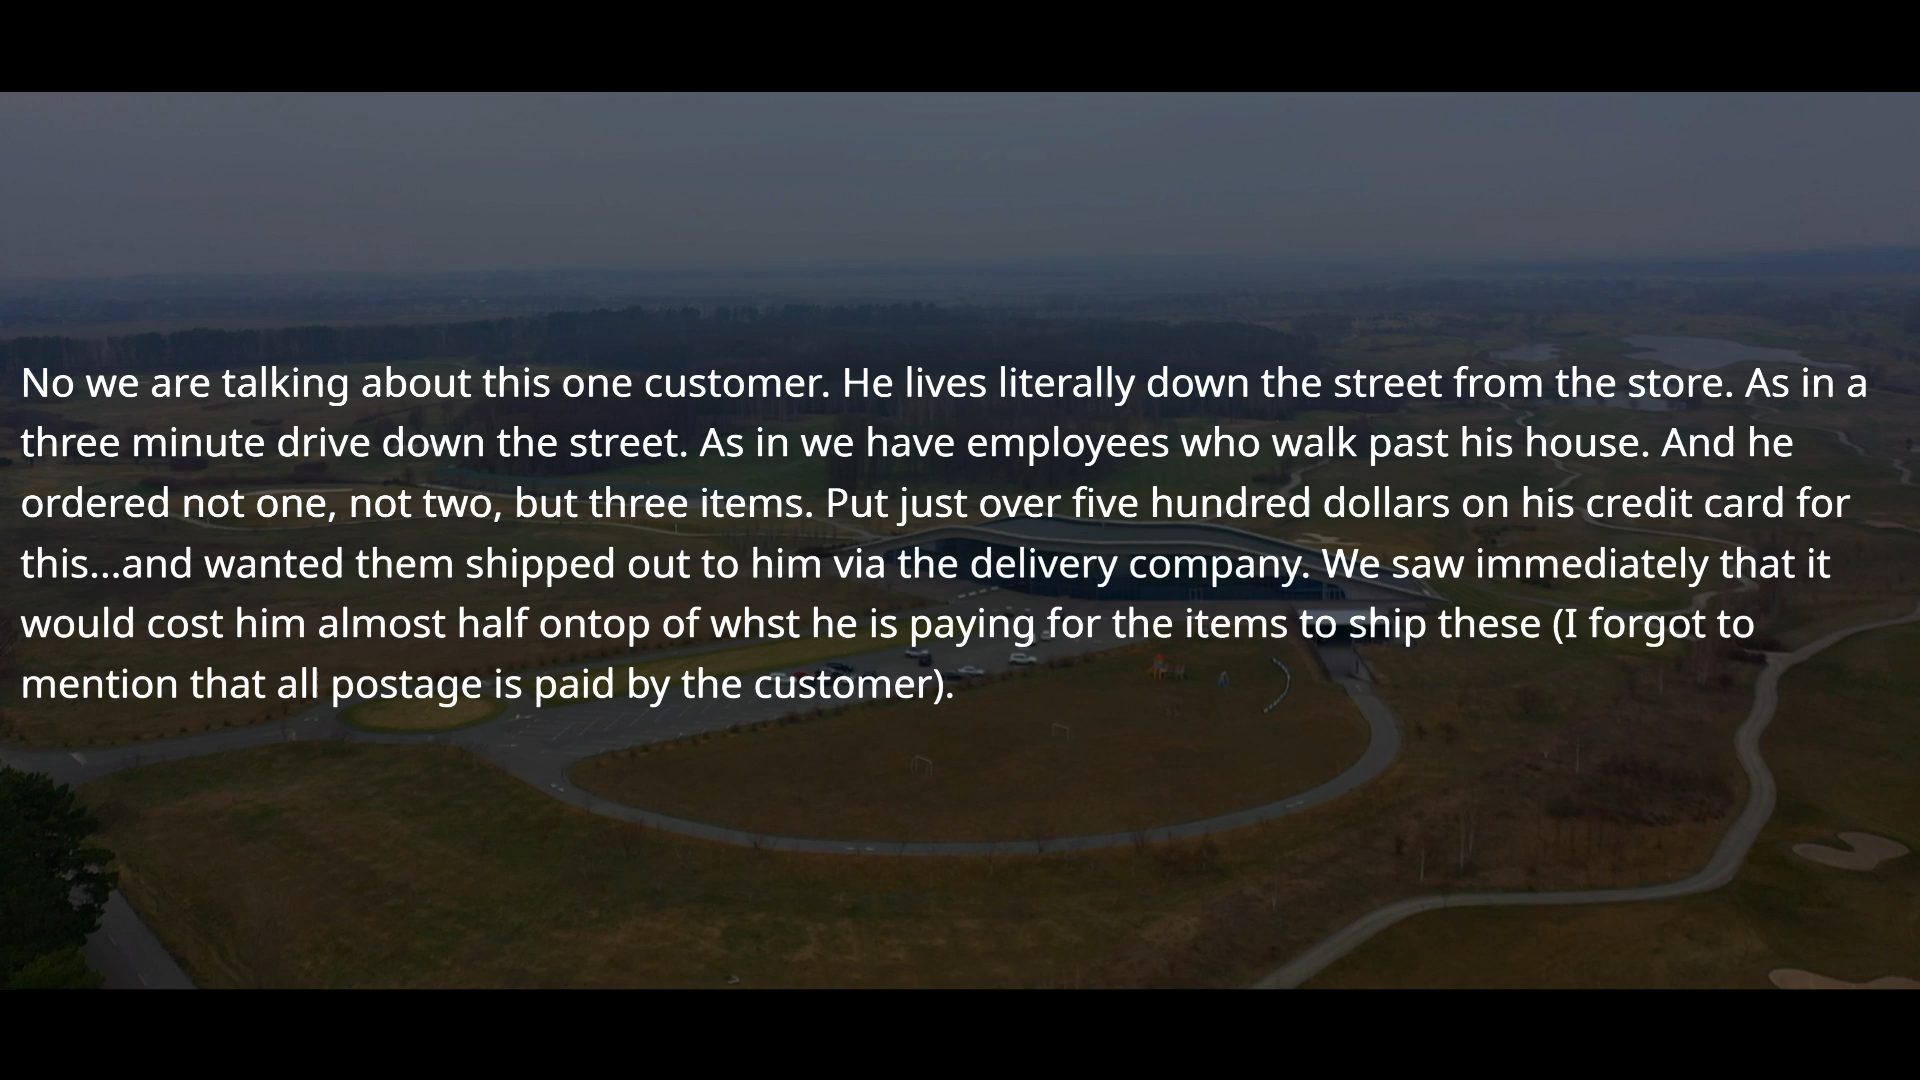 No we are talking about this one customer. He lives literally down the street from the store. As in a
three minute drive down the street. As in we have employees who walk past his house. And he
ordered not one, not two, but three items. Put just over five hundred dollars on his credit card for
this...and wanted them shipped out to him via the delivery company. We saw immediately that it
would cost him almost half ontop of whst he is paying for the items to ship these (I forgot to
mention that all postage is paid by the customer).